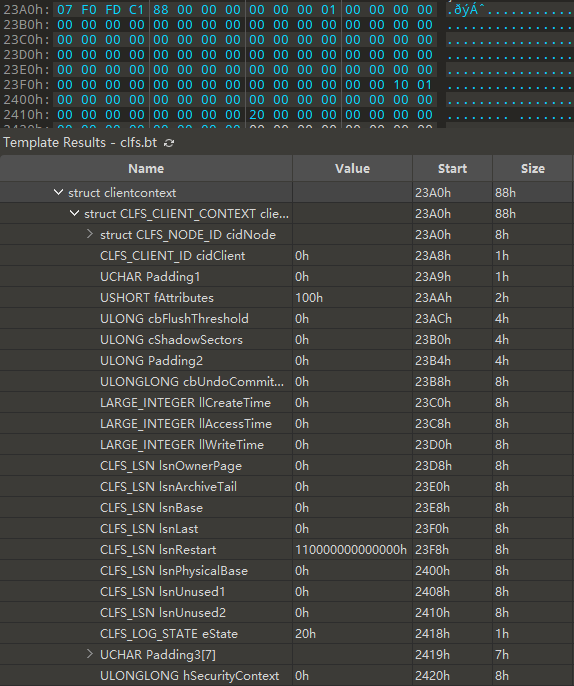 23A0h: 07 F0 FD C1 88 00 00 00 00 00 00 01 00 00 00 00 .ðýÁˆ...........
23B0h: 00 00 00 00 00 00 00 00 00 00 00 00 00 00 00 00 ................
23C0h: 00 00 00 00 00 00 00 00 00 00 00 00 00 00 00 00 ................
23D0h: 00 00 00 00 00 00 00 00 00 00 00 00 00 00 00 00 ................
23E0h: 00 00 00 00 00 00 00 00 00 00 00 00 00 00 00 00 ................
23F0h: 00 00 00 00 00 00 00 00 00 00 00 00 00 00 10 01 ................
2400h: 00 00 00 00 00 00 00 00 00 00 00 00 00 00 00 00 ................
2410h: 00 00 00 00 00 00 00 00 20 00 00 00 00 00 00 00 ........ .......
Template Results - clfs.bt
Name Value Start Size
struct clientcontext 23A0h 88h
struct CLFS_CLIENT_CONTEXT clie... 23A0h 88h
struct CLFS_NODE_ID cidNode 23A0h 8h
CLFS_CLIENT_ID cidClient 0h 23A8h 1h
UCHAR Padding1 0h 23A9h 1h
USHORT fAttributes 100h 23AAh 2h
ULONG cbFlushThreshold 0h 23ACh 4h
ULONG cShadowSectors 0h 23B0h 4h
ULONG Padding2 0h 23B4h 4h
ULONGLONG cbUndoCommit... 0h 23B8h 8h
LARGE_INTEGER llCreateTime 0h 23C0h 8h
LARGE_INTEGER llAccessTime 0h 23C8h 8h
LARGE_INTEGER llWriteTime 0h 23D0h 8h
CLFS_LSN lsnOwnerPage 0h 23D8h 8h
CLFS_LSN lsnArchiveTail 0h 23E0h 8h
CLFS_LSN lsnBase 0h 23E8h 8h
CLFS_LSN lsnLast 0h 23F0h 8h
CLFS_LSN lsnRestart 110000000000000h 23F8h 8h
CLFS_LSN lsnPhysicalBase 0h 2400h 8h
CLFS_LSN lsnUnused1 0h 2408h 8h
CLFS_LSN lsnUnused2 0h 2410h 8h
CLFS_LOG_STATE eState 20h 2418h 1h
UCHAR Padding3[7] 2419h 7h
ULONGLONG hSecurityContext 0h 2420h 8h